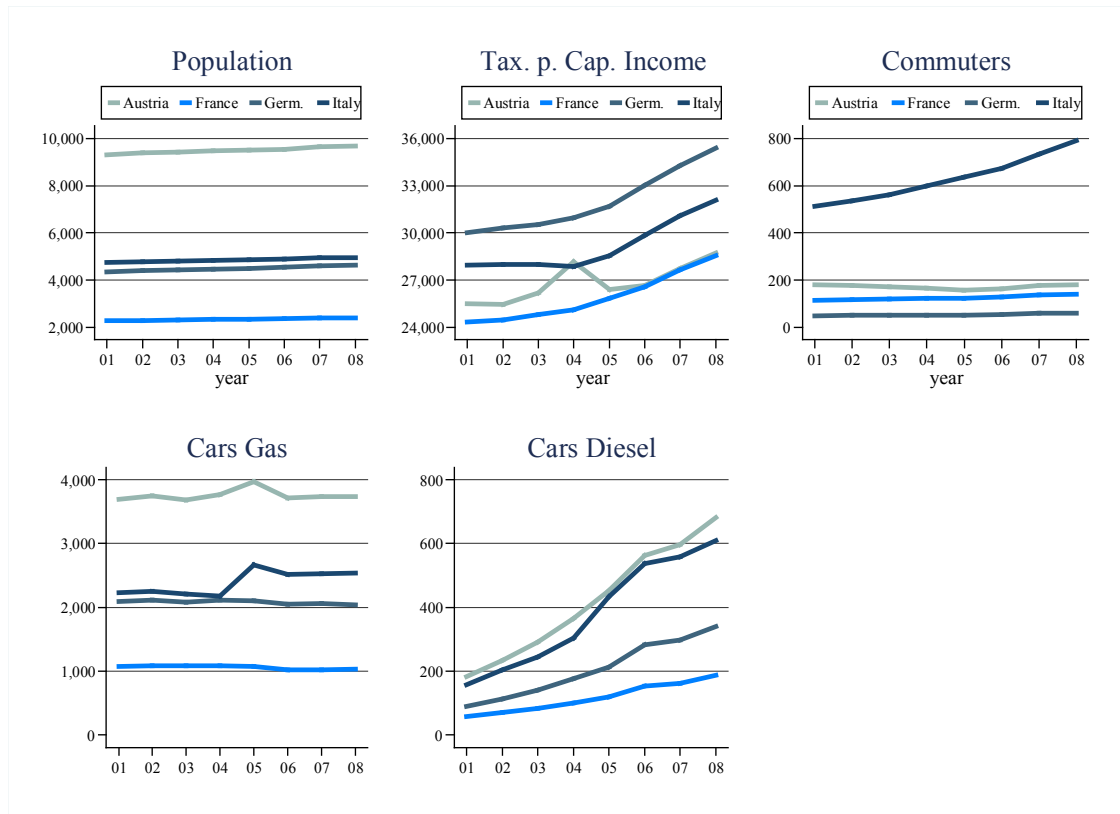 Population
Austria France Germ. Italy
10,000
8,000
6,000
4,000
2,000
01 02 03 04 05 06 07 08
year
Tax. p. Cap. Income
Austria France Germ. Italy
36,000
33,000
30,000
27,000
24,000
01 02 03 04 05 06 07 08
year
Commuters
Austria France Germ. Italy
800
600
400
200
0
01 02 03 04 05 06 07 08
year
Cars Gas
4,000
3,000
2,000
1,000
0
01 02 03 04 05 06 07 08
Cars Diesel
800
600
400
200
0
01 02 03 04 05 06 07 08